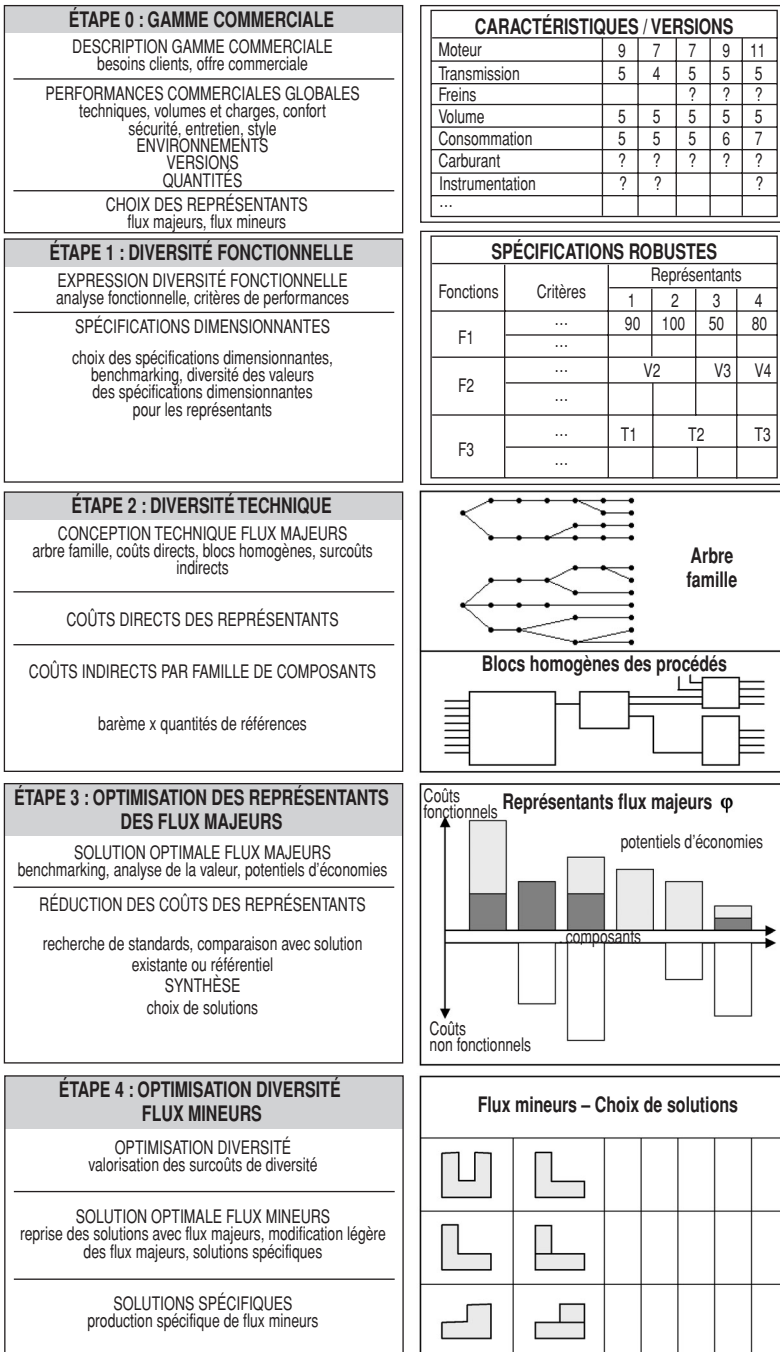 ÉTAPE 0 : GAMME COMMERCIALE
DESCRIPTION GAMME COMMERCIALE
besoins clients, offre commerciale
PERFORMANCES COMMERCIALES GLOBALES
techniques, volumes et charges, confort
sécurité, entretien, style
ENVIRONNEMENTS
VERSIONS
QUANTITÉS
CHOIX DES REPRÉSENTANTS
flux majeurs, flux mineurs
CARACTÉRISTIQUES / VERSIONS
Moteur 9 7 7 9 11
Transmission 5 4 5 5 5
Freins ? ? ?
Volume 5 5 5 5 5
Consommation 5 5 5 6 7
Carburant ? ? ? ? ?
Instrumentation ? ? ?
...
ÉTAPE 1 : DIVERSITÉ FONCTIONNELLE
EXPRESSION DIVERSITÉ FONCTIONNELLE
analyse fonctionnelle, critères de performances
SPÉCIFICATIONS DIMENSIONNANTES
choix des spécifications dimensionnantes,
benchmarking, diversité des valeurs
des spécifications dimensionnantes
pour les représentants
SPÉCIFICATIONS ROBUSTES
Fonctions Critères Représentants
1 2 3 4
F1 ... 90 100 50 80
...
F2 ... V2 V3 V4
...
F3 ... T1 T2 T3
...
ÉTAPE 2 : DIVERSITÉ TECHNIQUE
CONCEPTION TECHNIQUE FLUX MAJEURS
arbre famille, coûts directs, blocs homogènes, surcoûts
indirects
COÛTS DIRECTS DES REPRÉSENTANTS
COÛTS INDIRECTS PAR FAMILLE DE COMPOSANTS
barème x quantités de références
Arbre
famille
Blocs homogènes des procédés
ÉTAPE 3 : OPTIMISATION DES REPRÉSENTANTS
DES FLUX MAJEURS
SOLUTION OPTIMALE FLUX MAJEURS
benchmarking, analyse de la valeur, potentiels d'économies
RÉDUCTION DES COÛTS DES REPRÉSENTANTS
recherche de standards, comparaison avec solution
existante ou référentiel
SYNTHÈSE
choix de solutions
Coûts
fonctionnels
Représentants flux majeurs φ
potentiels d'économies
composants
Coûts
non fonctionnels
ÉTAPE 4 : OPTIMISATION DIVERSITÉ
FLUX MINEURS
OPTIMISATION DIVERSITÉ
valorisation des surcoûts de diversité
SOLUTION OPTIMALE FLUX MINEURS
reprise des solutions avec flux majeurs, modification légère
des flux majeurs, solutions spécifiques
SOLUTIONS SPÉCIFIQUES
production spécifique de flux mineurs
Flux mineurs – Choix de solutions